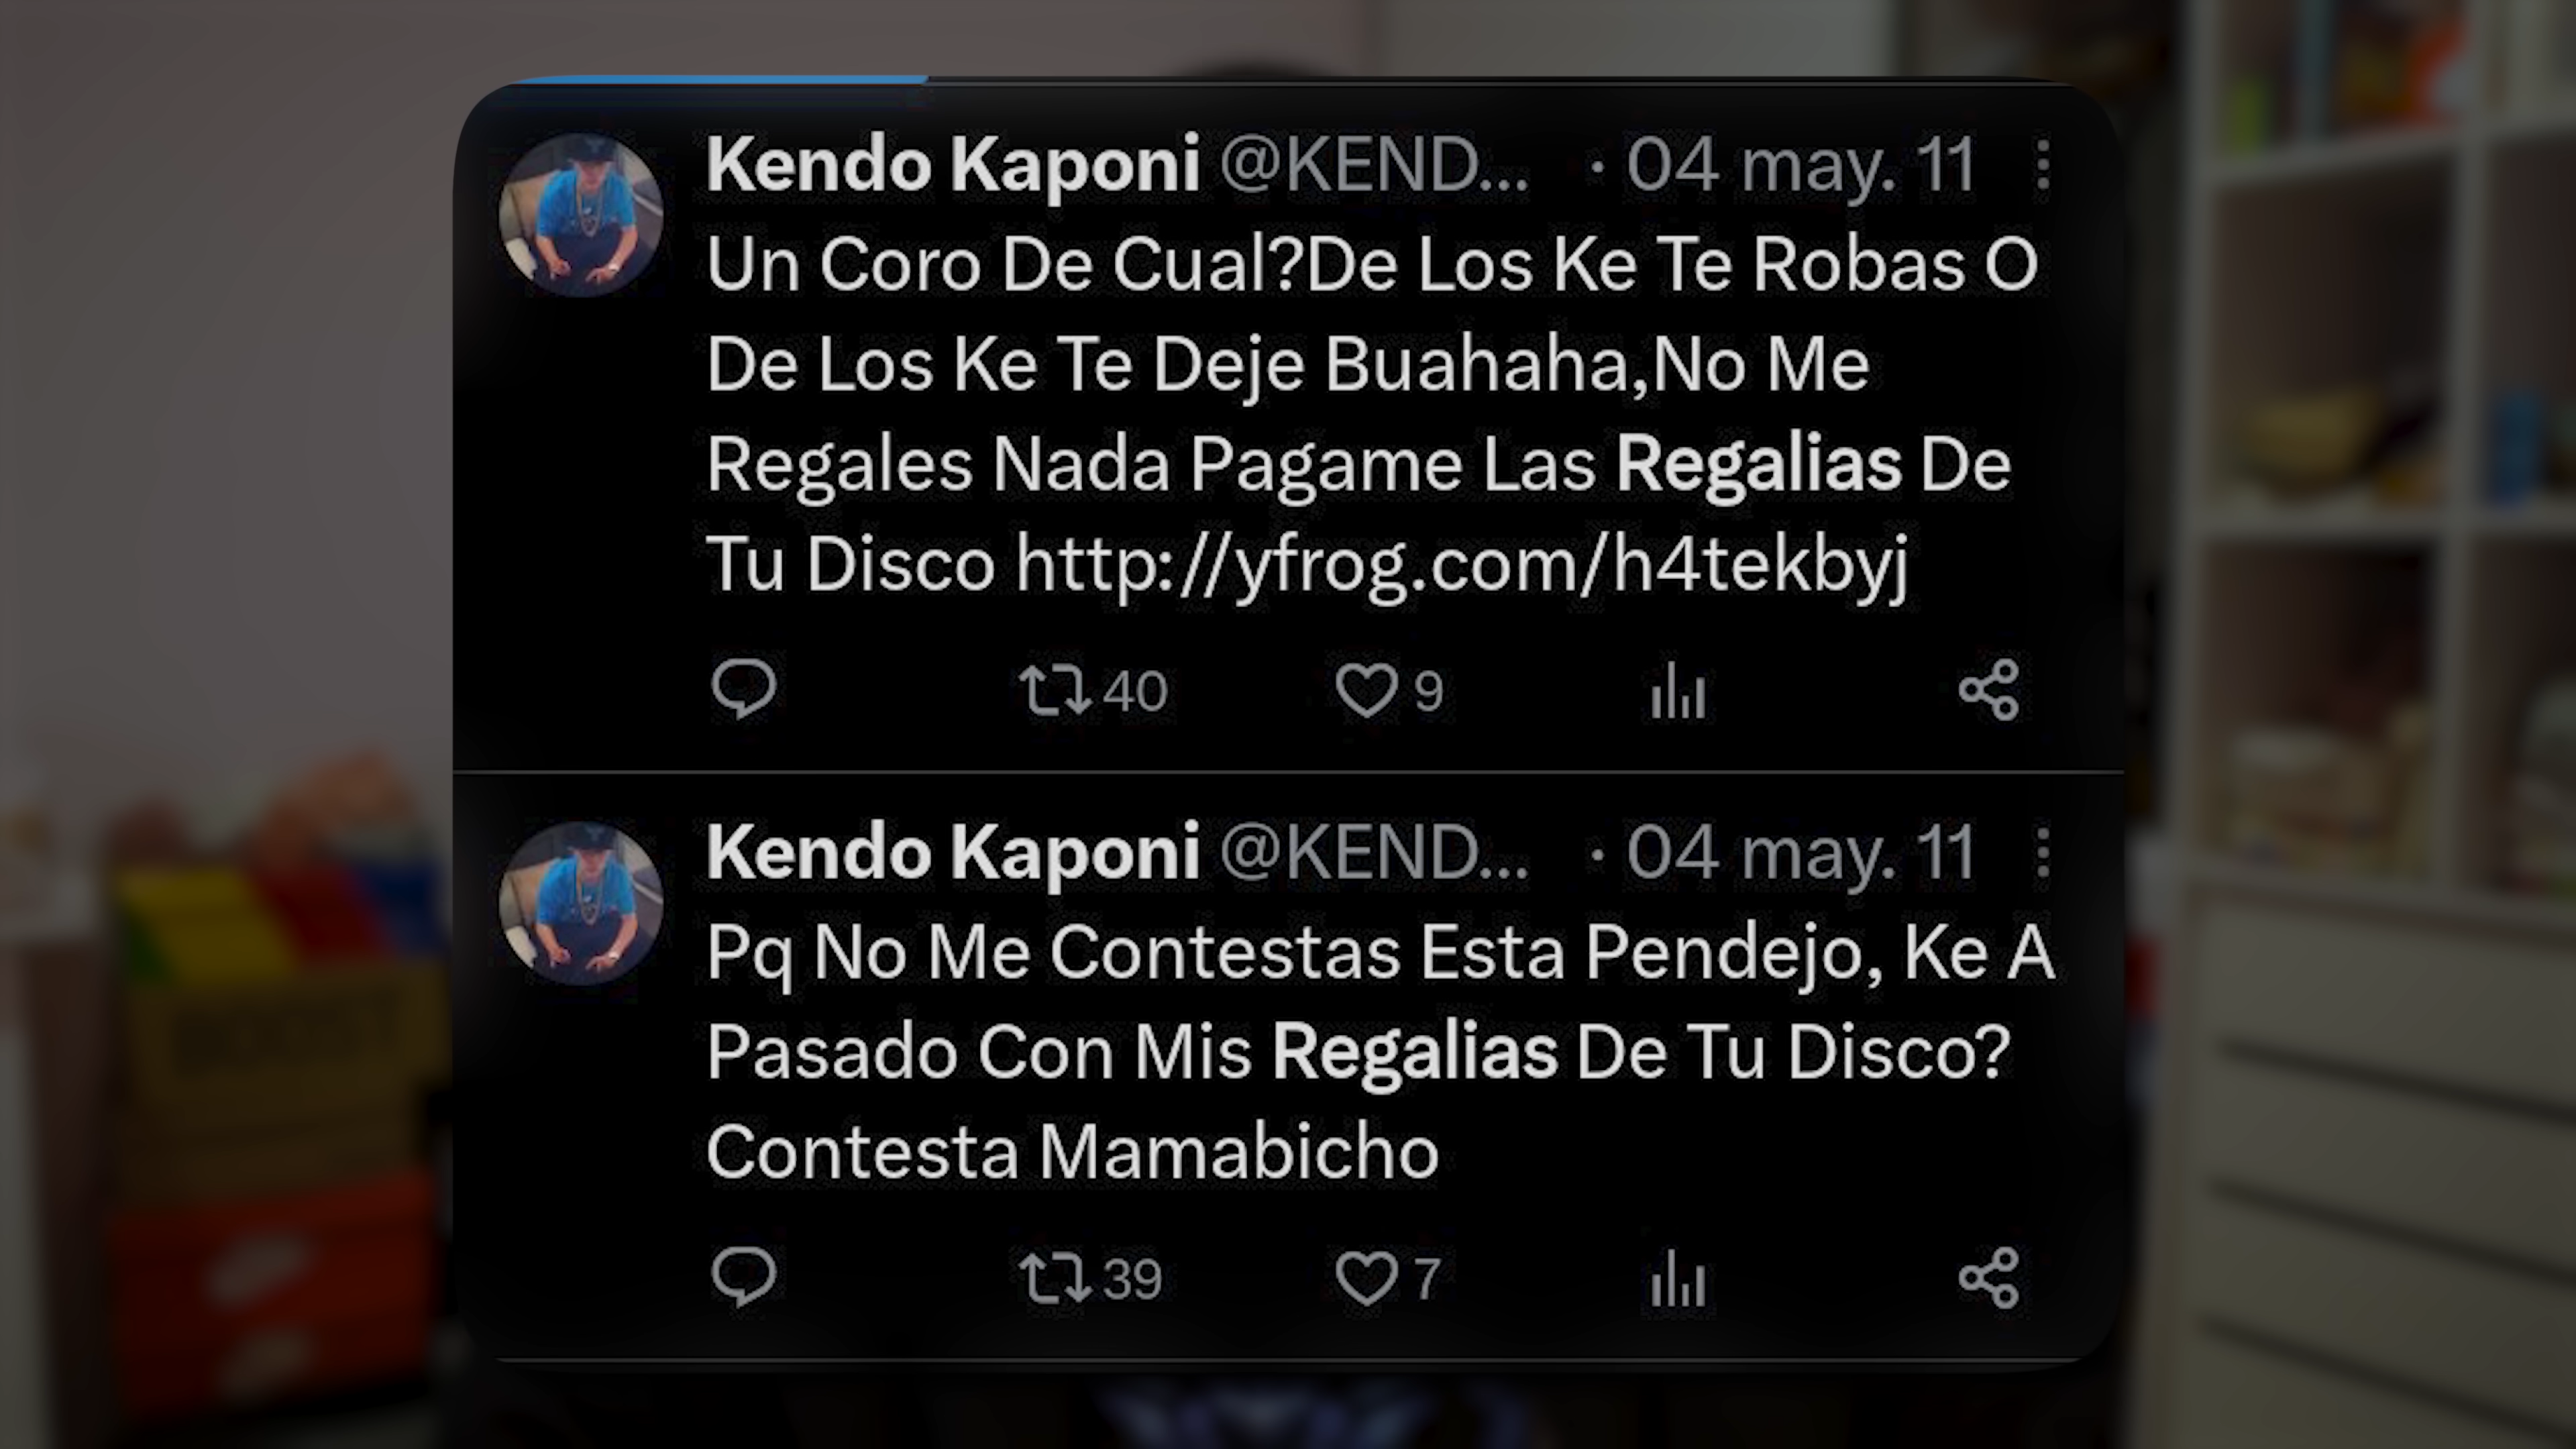 Kendo Kaponi @KEND... · 04 may. 11
Un Coro De Cual?De Los Ke Te Robas O
De Los Ke Te Deje Buahaha,No Me
Regales Nada Pagame Las Regalias De
Tu Disco http://yfrog.com/h4tekbyj
40 9
Kendo Kaponi @KEND... · 04 may. 11
Pq No Me Contestas Esta Pendejo, Ke A
Pasado Con Mis Regalias De Tu Disco?
Contesta Mamabicho
39 7